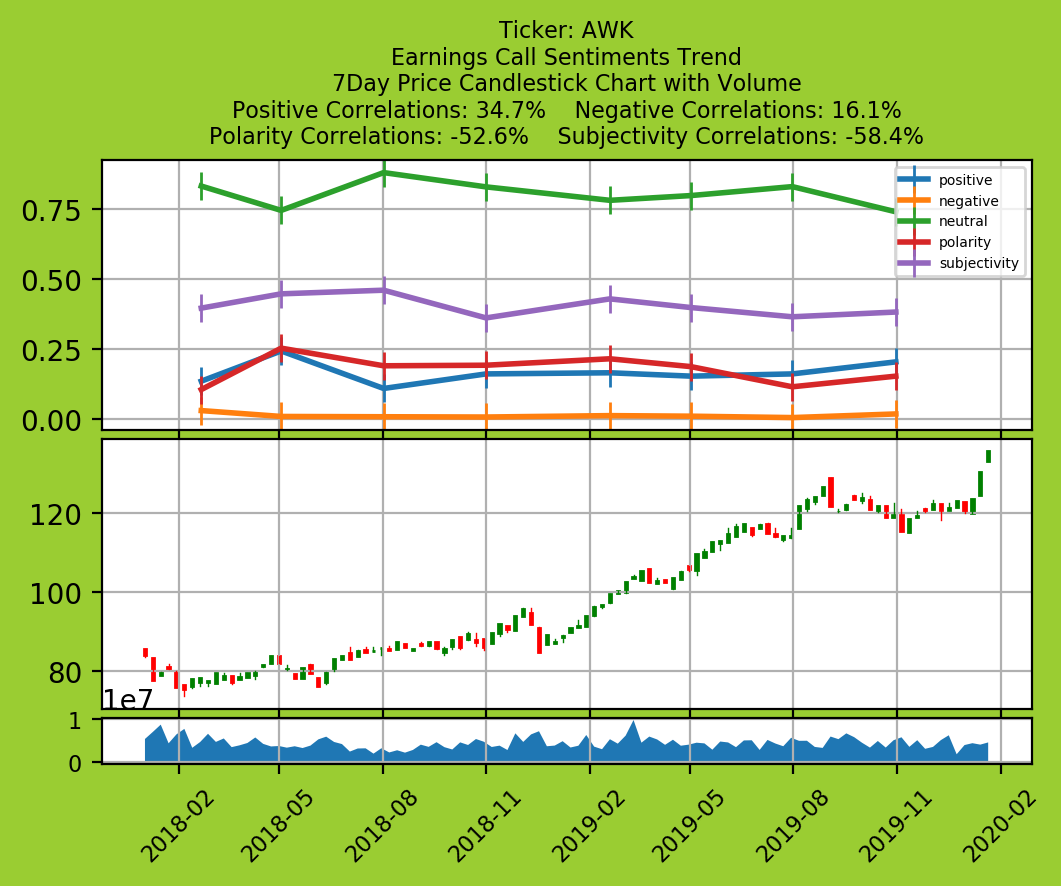 Ticker: AWK
Earnings Call Sentiments Trend
7Day Price Candlestick Chart with Volume
Positive Correlations: 34.7%    Negative Correlations: 16.1%
Polarity Correlations: -52.6%    Subjectivity Correlations: -58.4%
positive
negative
neutral
polarity
subjectivity
0.75
0.50
0.25
0.00
120
100
80
1e7
1
0
2018-02
2018-05
2018-08
2018-11
2019-02
2019-05
2019-08
2019-11
2020-02